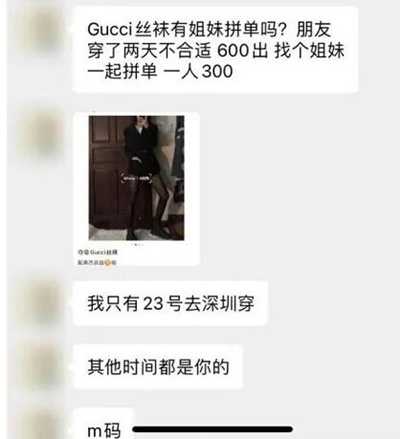 Gucci丝袜有姐妹拼单吗？朋友
穿了两天不合适 600出 找个姐妹
一起拼单 一人300
夺姿Gucci丝袜
我只有23号去深圳穿
其他时间都是你的
m码